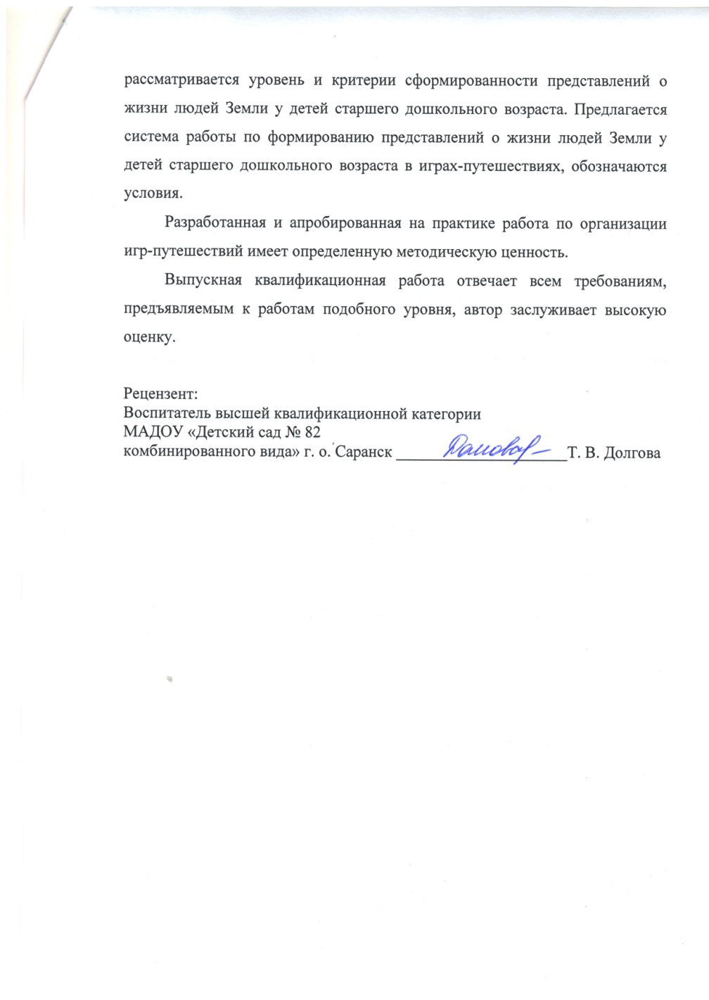 рассматривается уровень и критерии сформированности представлений о
жизни людей Земли у детей старшего дошкольного возраста. Предлагается
система работы по формированию представлений о жизни людей Земли у
детей старшего дошкольного возраста в играх-путешествиях, обозначаются
условия.
Разработанная и апробированная на практике работа по организации
игр-путешествий имеет определенную методическую ценность.
Выпускная квалификационная работа отвечает всем требованиям,
предъявляемым к работам подобного уровня, автор заслуживает высокую
оценку.
Рецензент:
Воспитатель высшей квалификационной категории
МАДОУ «Детский сад № 82
комбинированного вида» г. о. Саранск ____________________Т. В. Долгова